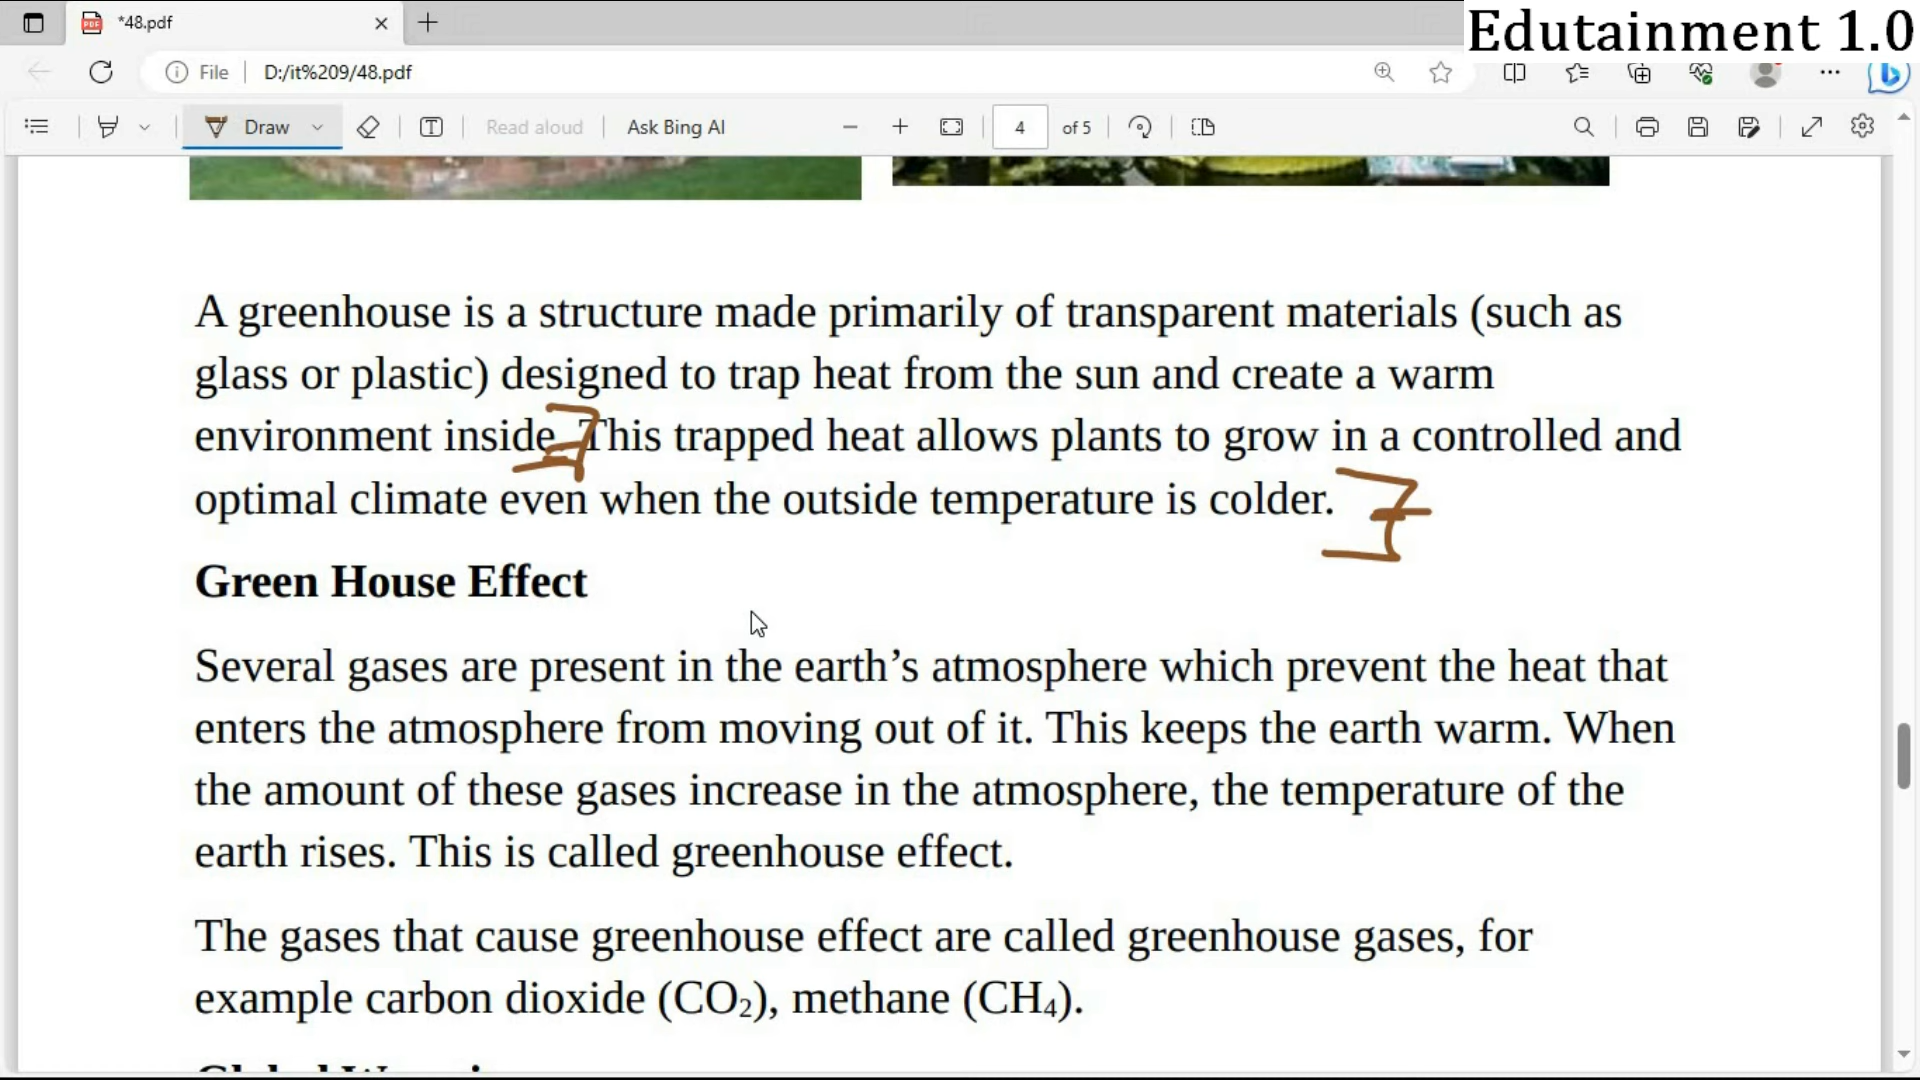 *48.pdf
Edutainment 1.0
File
D:/it%209/48.pdf
Draw
Read aloud
Ask Bing AI
4
of 5
A greenhouse is a structure made primarily of transparent materials (such as
glass or plastic) designed to trap heat from the sun and create a warm
environment inside. This trapped heat allows plants to grow in a controlled and
optimal climate even when the outside temperature is colder.
Green House Effect
Several gases are present in the earth’s atmosphere which prevent the heat that
enters the atmosphere from moving out of it. This keeps the earth warm. When
the amount of these gases increase in the atmosphere, the temperature of the
earth rises. This is called greenhouse effect.
The gases that cause greenhouse effect are called greenhouse gases, for
example carbon dioxide (CO₂), methane (CH₄).